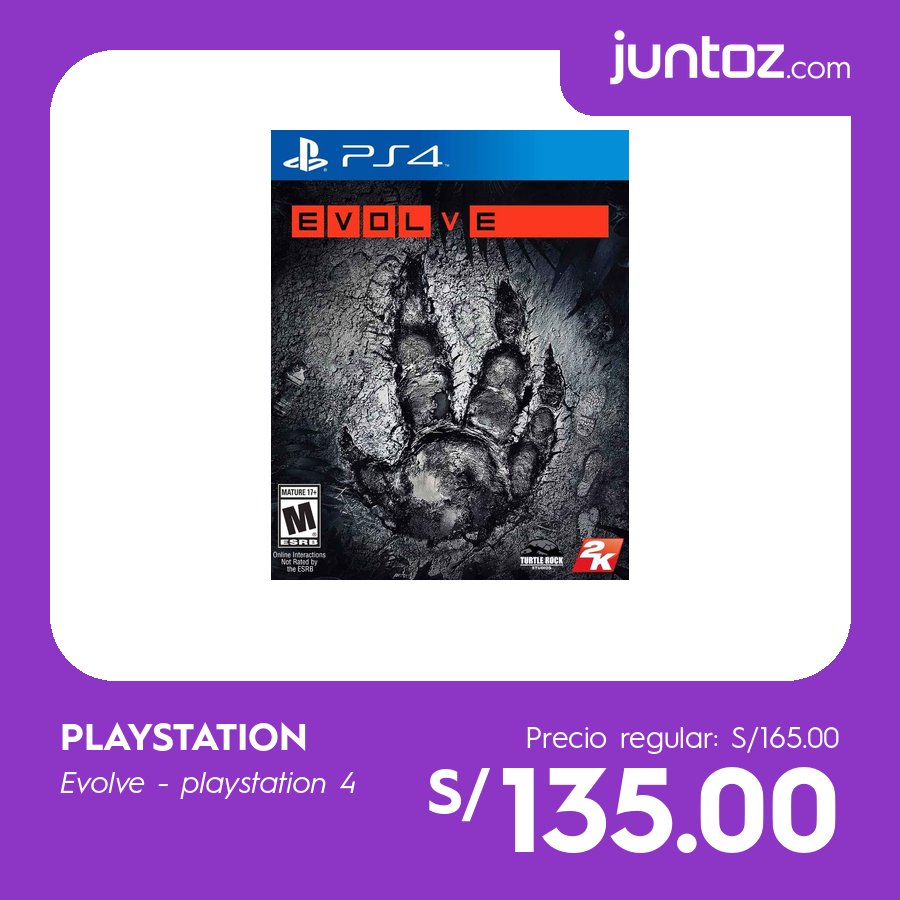 juntoz.com
PS4
EVOLVE
MATURE 17+
M
ESRB
Online Interactions
Not Rated by
the ESRB
TURTLE ROCK
STUDIOS
2K
PLAYSTATION
Evolve - playstation 4
Precio regular: S/165.00
S/135.00